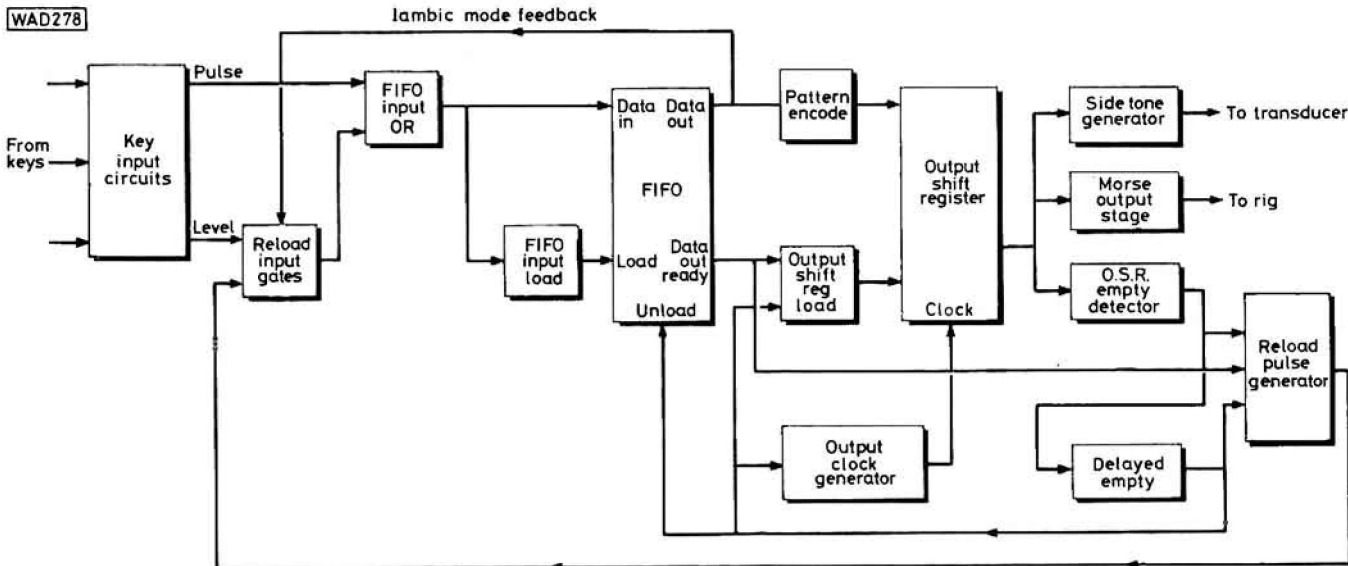 WAD278
Iambic mode feedback
From
keys
Key
input
circuits
Pulse
Level
Reload
input
gates
FIFO
input
OR
FIFO
input
load
Data
in
Data
out
FIFO
Load
Data
out
ready
Unload
Pattern
encode
Output
shift
reg
load
Output
shift
register
Clock
Output
clock
generator
Side tone
generator
To transducer
Morse
output
stage
To rig
O.S.R.
empty
detector
Delayed
empty
Reload
pulse
generator